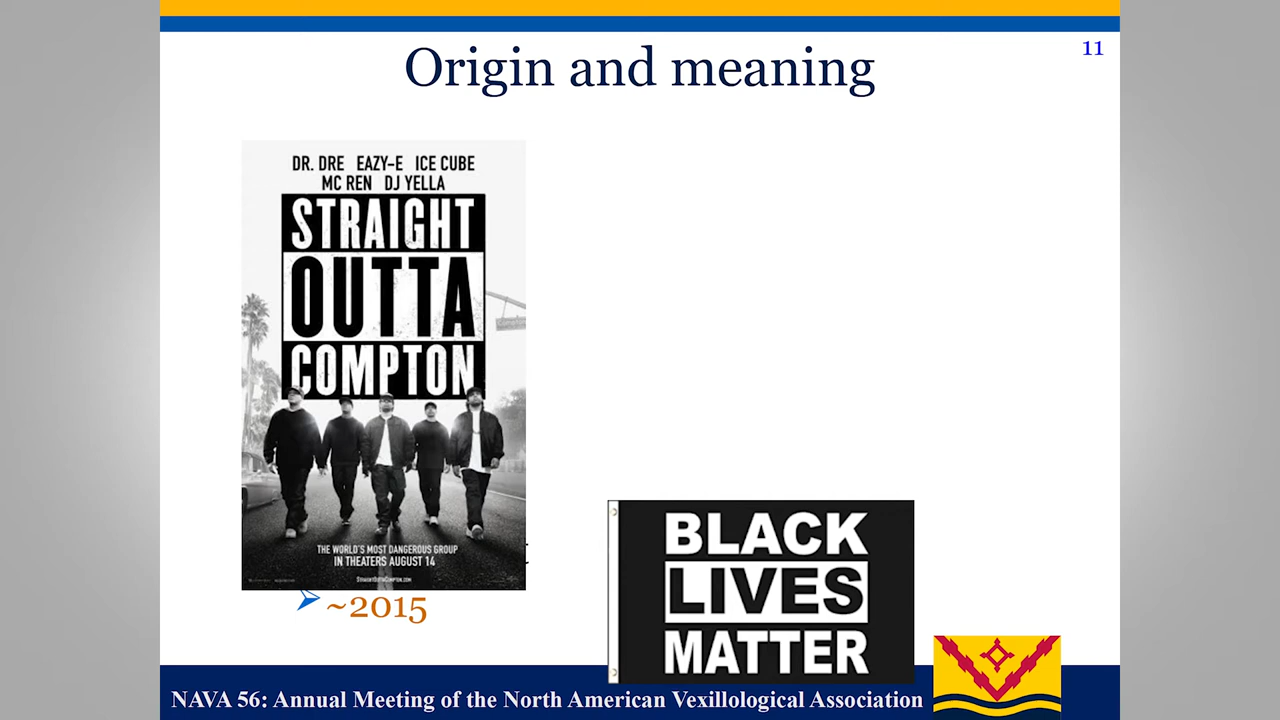 11
Origin and meaning
DR. DRE EAZY-E ICE CUBE
MC REN DJ YELLA
STRAIGHT
OUTTA
COMPTON
THE WORLD'S MOST DANGEROUS GROUP
IN THEATERS AUGUST 14
STRAIGHTOUTTACOMPTON.COM
~2015
BLACK
LIVES
MATTER
NAVA 56: Annual Meeting of the North American Vexillological Association